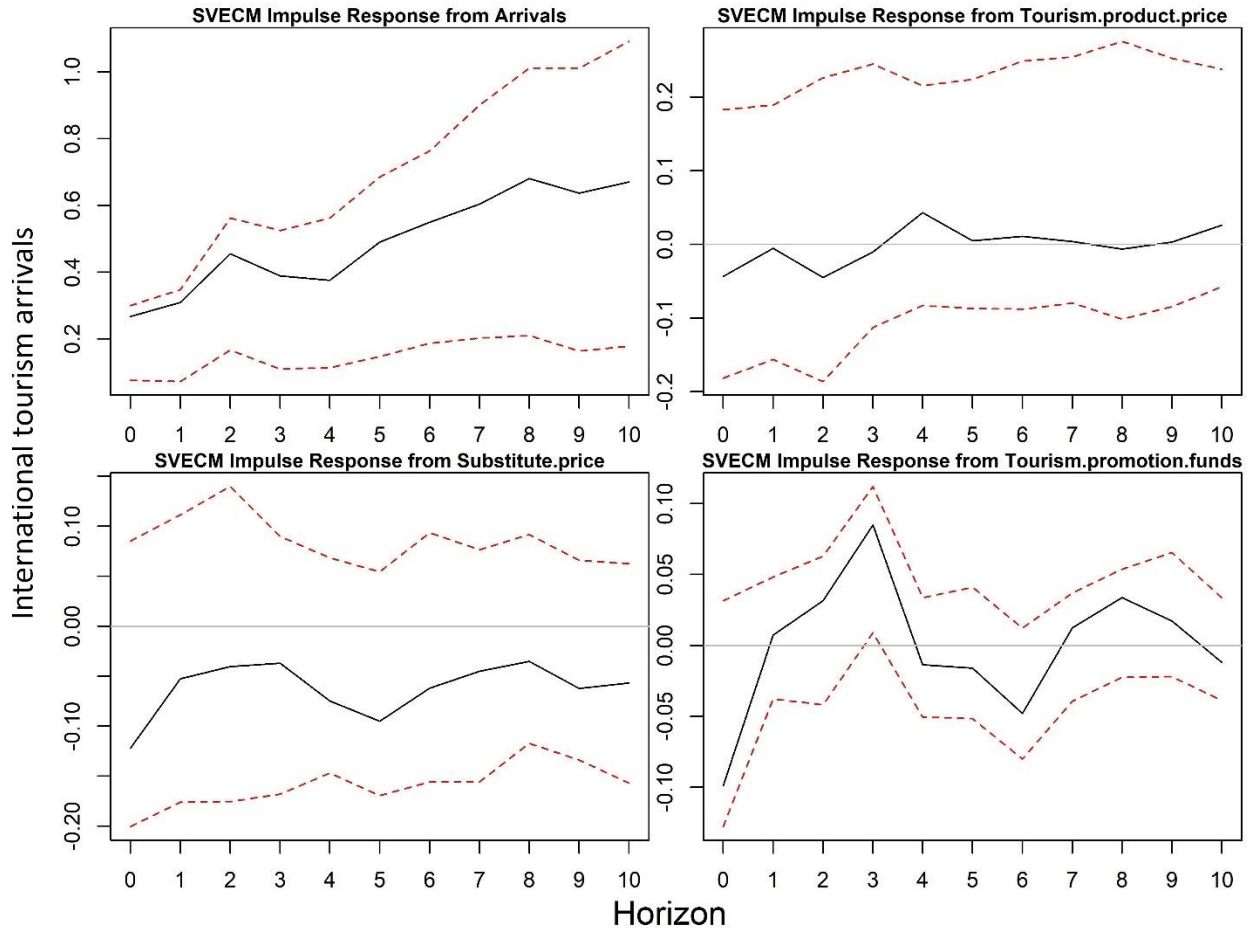 SVECM Impulse Response from Arrivals
1.0
0.8
0.6
0.4
0.2
0 1 2 3 4 5 6 7 8 9 10
SVECM Impulse Response from Tourism.product.price
0.2
0.1
0.0
-0.1
-0.2
0 1 2 3 4 5 6 7 8 9 10
International tourism arrivals
SVECM Impulse Response from Substitute.price
0.10
0.00
-0.10
-0.20
0 1 2 3 4 5 6 7 8 9 10
SVECM Impulse Response from Tourism.promotion.funds
0.10
0.05
0.00
-0.05
-0.10
0 1 2 3 4 5 6 7 8 9 10
Horizon